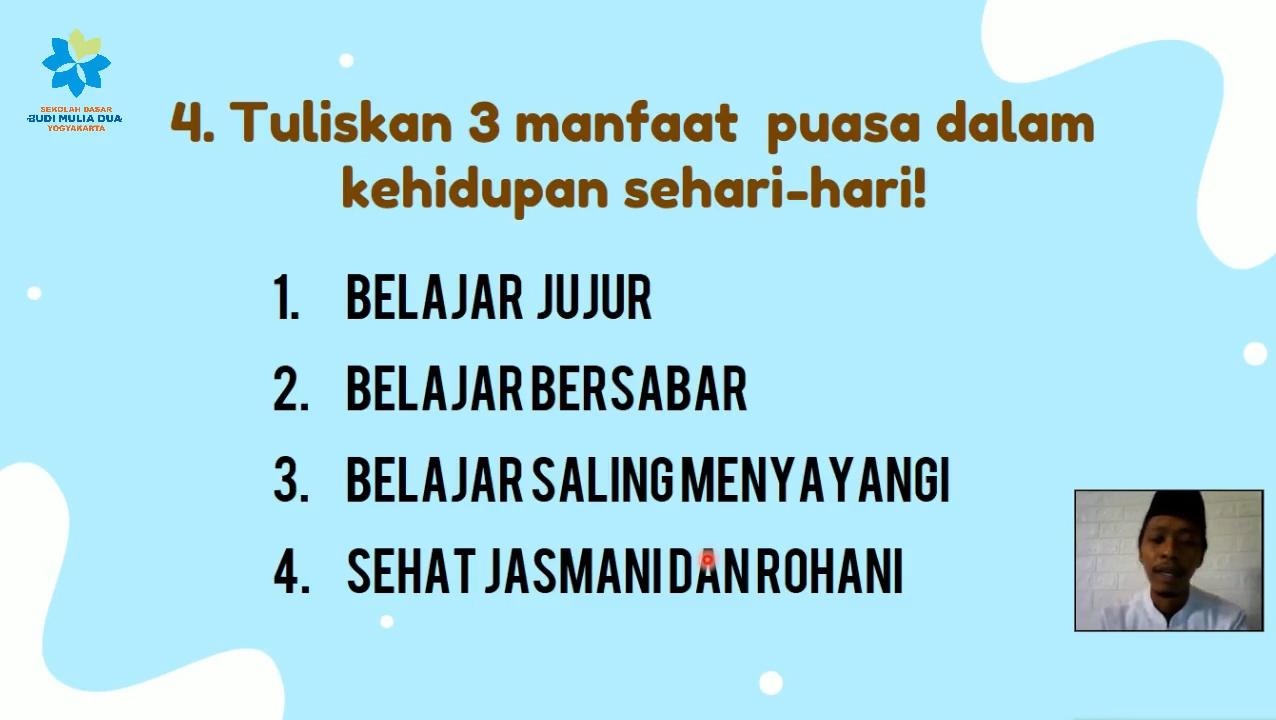 SEKOLAH DASAR
BUDI MULIA DUA
YOGYAKARTA
4. Tuliskan 3 manfaat puasa dalam
kehidupan sehari-hari!
1. BELAJAR JUJUR
2. BELAJAR BERSABAR
3. BELAJAR SALING MENYAYANGI
4. SEHAT JASMANI DAN ROHANI